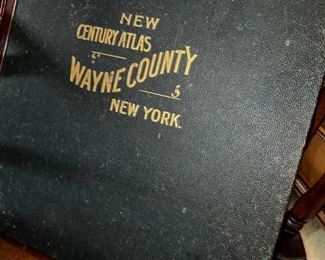 NEW
CENTURY ATLAS
WAYNE COUNTY
NEW YORK.